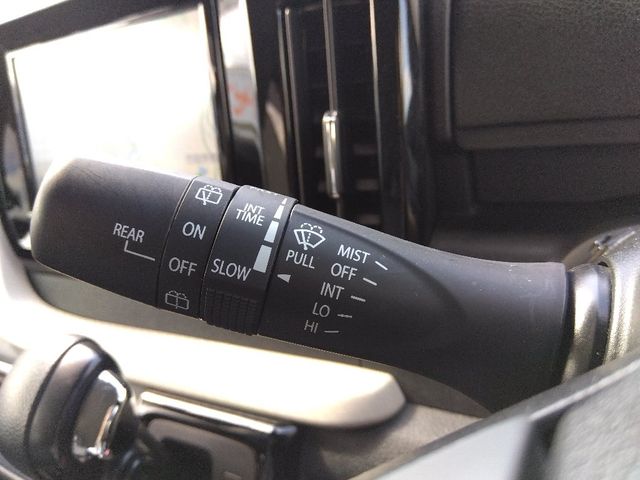 REAR
ON
OFF
INT
TIME
SLOW
PULL
MIST
OFF
INT
LO
HI